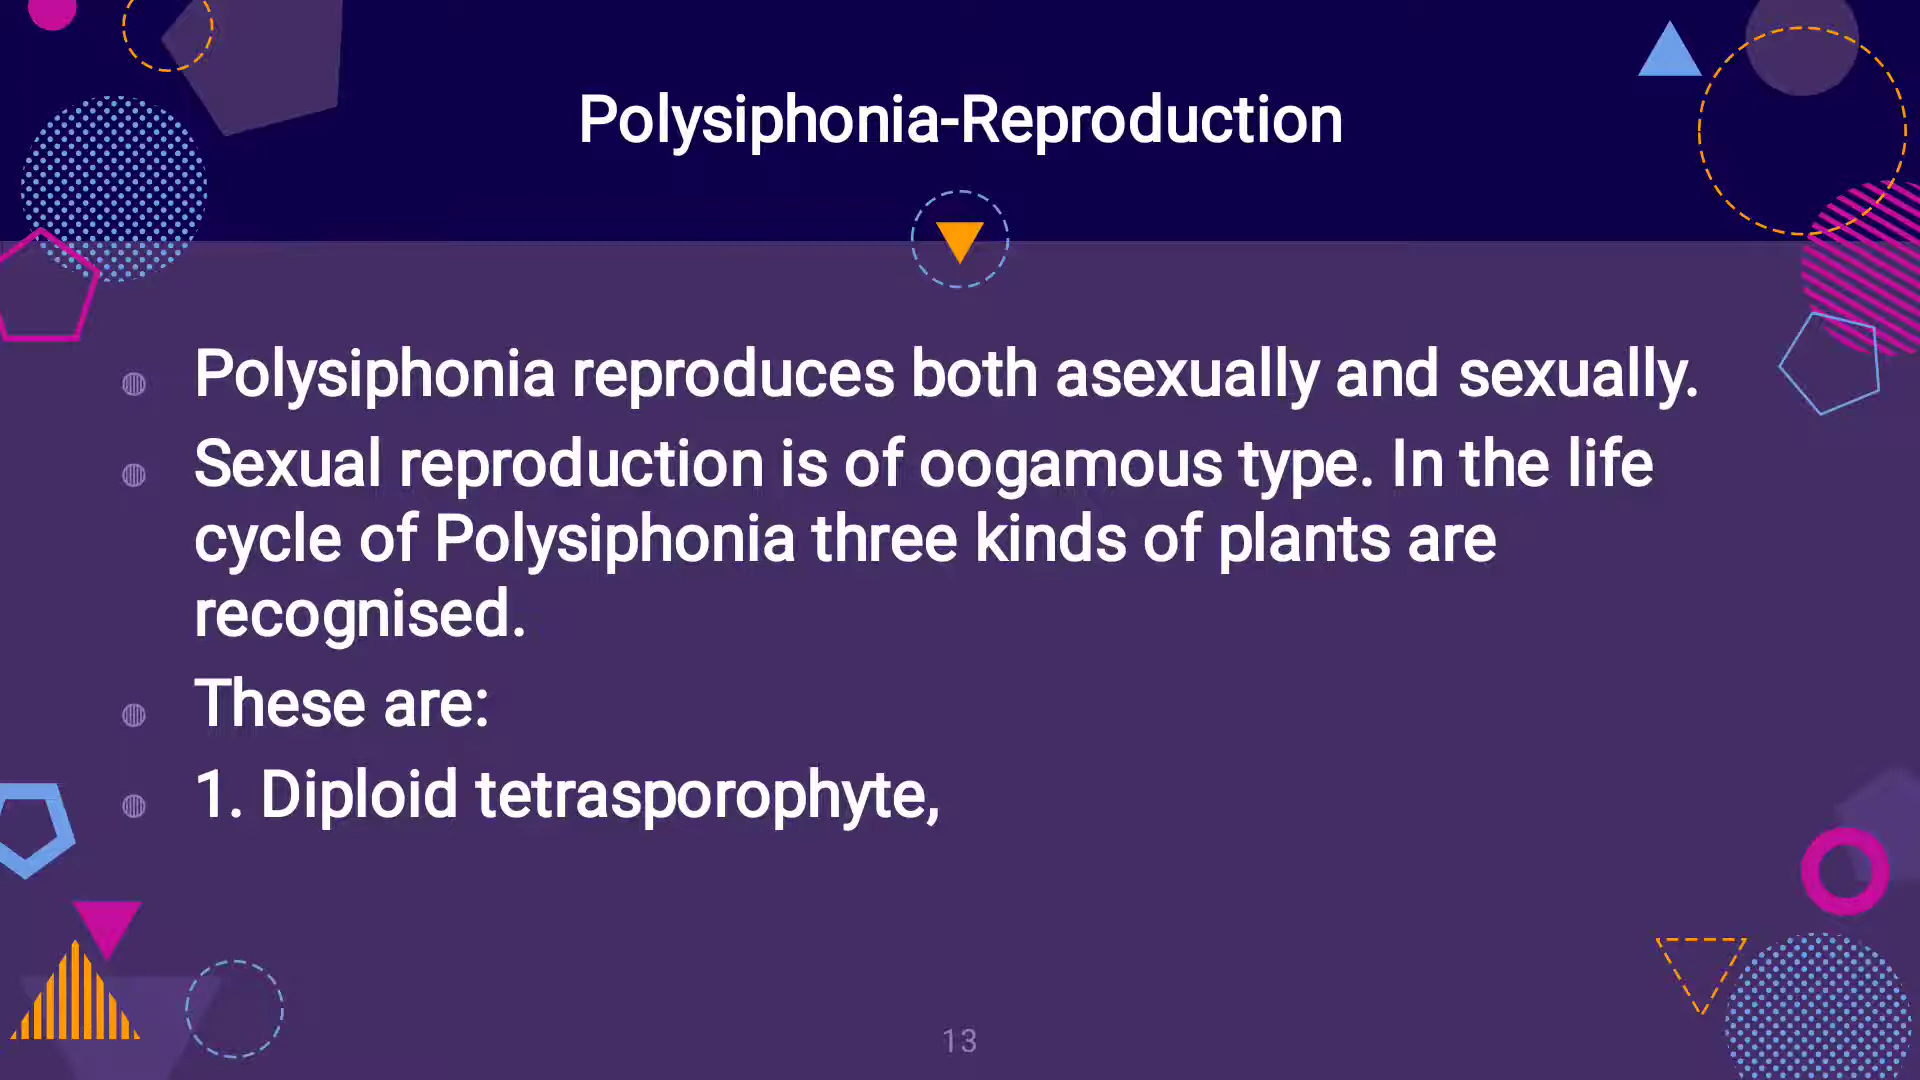 Polysiphonia-Reproduction
Polysiphonia reproduces both asexually and sexually.
Sexual reproduction is of oogamous type. In the life
cycle of Polysiphonia three kinds of plants are
recognised.
These are:
1. Diploid tetrasporophyte,
13